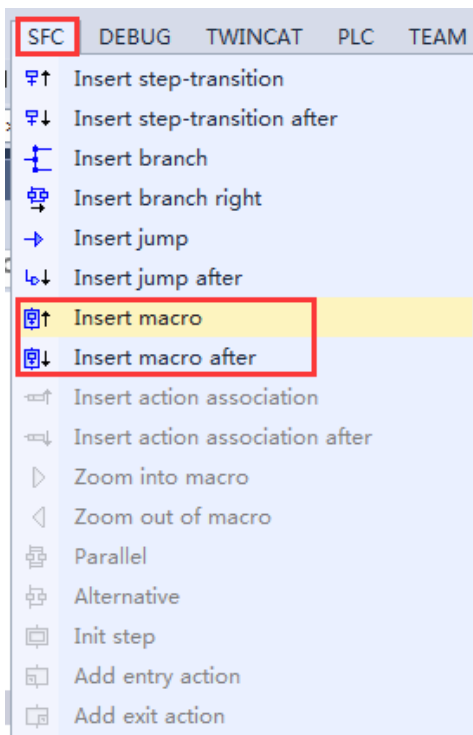 SFC DEBUG TWINCAT PLC TEAM
Insert step-transition
Insert step-transition after
Insert branch
Insert branch right
Insert jump
Insert jump after
Insert macro
Insert macro after
Insert action association
Insert action association after
Zoom into macro
Zoom out of macro
Parallel
Alternative
Init step
Add entry action
Add exit action